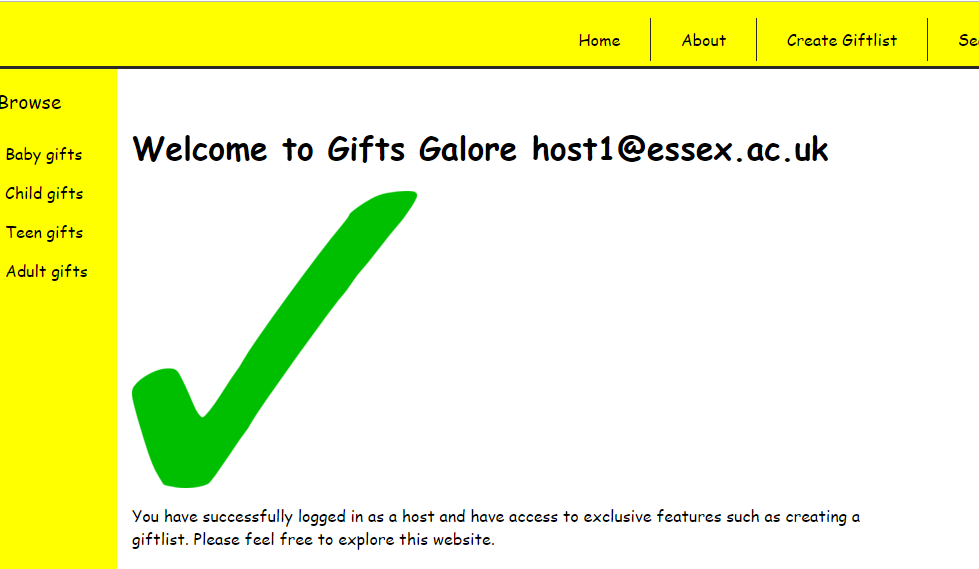 Home
About
Create Giftlist
Browse
Baby gifts
Child gifts
Teen gifts
Adult gifts
Welcome to Gifts Galore host1@essex.ac.uk
You have successfully logged in as a host and have access to exclusive features such as creating a
giftlist. Please feel free to explore this website.